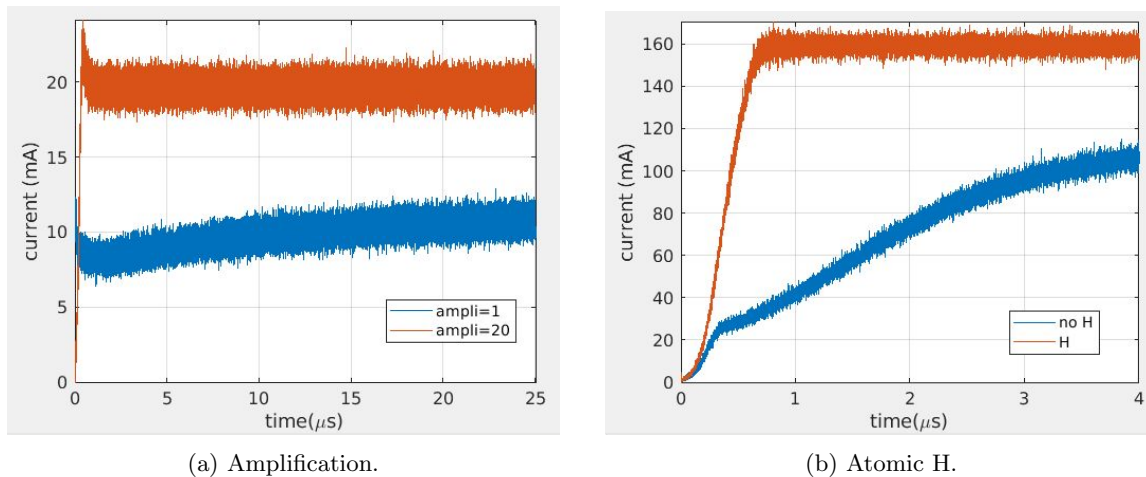 20
15
10
5
0
current (mA)
0 5 10 15 20 25
time(μs)
ampli=1
ampli=20
(a) Amplification.
160
140
120
100
80
60
40
20
0
current (mA)
0 1 2 3 4
time(μs)
no H
H
(b) Atomic H.